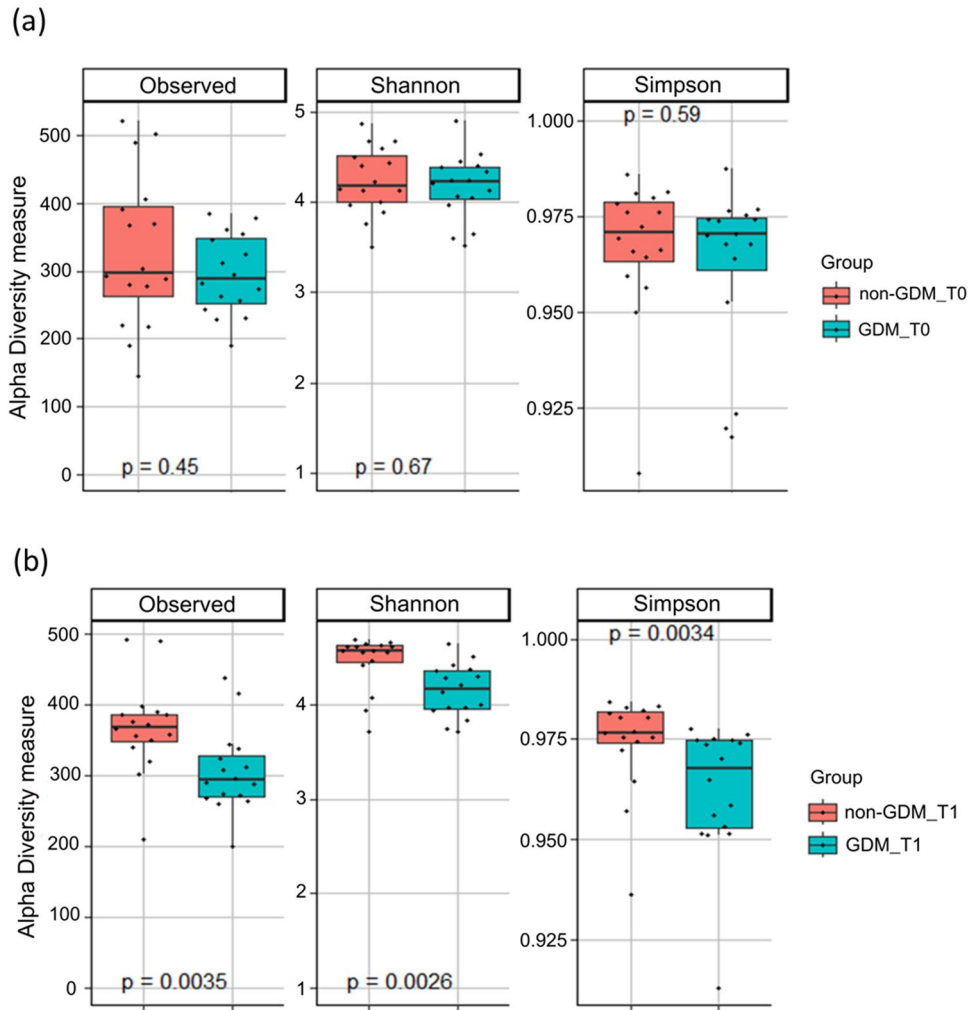 (a)
Observed
Shannon
Simpson
Alpha Diversity measure
500
400
300
200
100
0
p = 0.45
5
4
3
2
1
p = 0.67
1.000
0.975
0.950
0.925
p = 0.59
Group
non-GDM_T0
GDM_T0
(b)
Observed
Shannon
Simpson
Alpha Diversity measure
500
400
300
200
100
0
p = 0.0035
4
3
2
1
p = 0.0026
1.000
0.975
0.950
0.925
p = 0.0034
Group
non-GDM_T1
GDM_T1